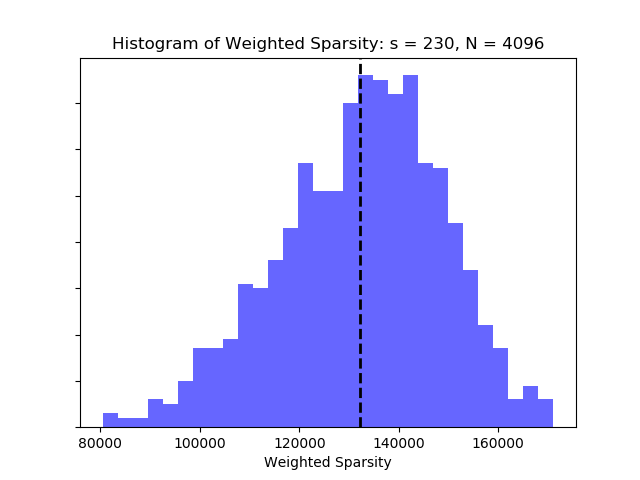 Histogram of Weighted Sparsity: s = 230, N = 4096
80000 100000 120000 140000 160000
Weighted Sparsity